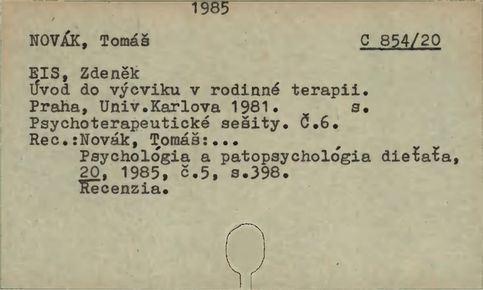 1985
NOVÁK, Tomáš C 854/20
EIS, Zdeněk
Úvod do výcviku v rodinné terapii.
Praha, Univ.Karlova 1981. s.
Psychoterapeutické sešity. Č.6.
Rec.:Novák, Tomáš:...
Psychológia a patopsychológia dieťaťa,
20, 1985, č.5, s.398.
Recenzia.